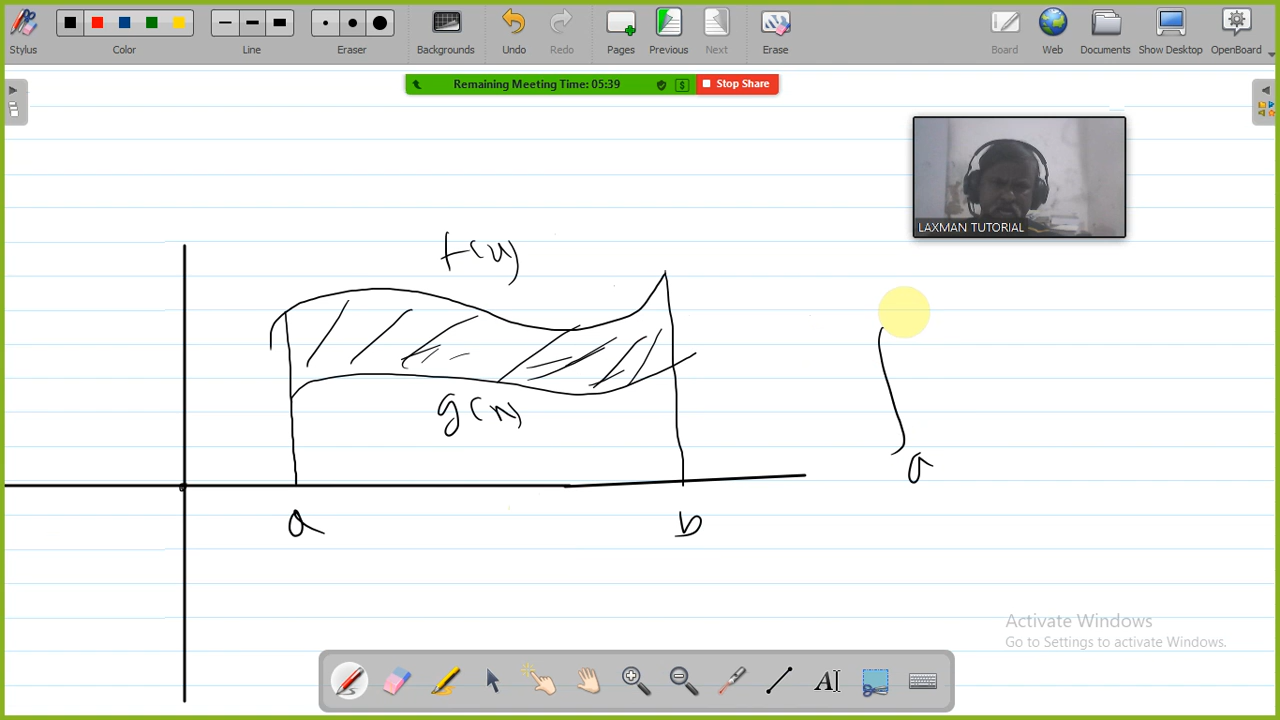 Stylus
Color
Line
Eraser
Backgrounds
Undo
Redo
Pages
Previous
Next
Erase
Board
Web
Documents
Show Desktop
OpenBoard
Remaining Meeting Time: 05:39
Stop Share
LAXMAN TUTORIAL
f(x)
g(x)
a
b
∫
a
Activate Windows
Go to Settings to activate Windows.